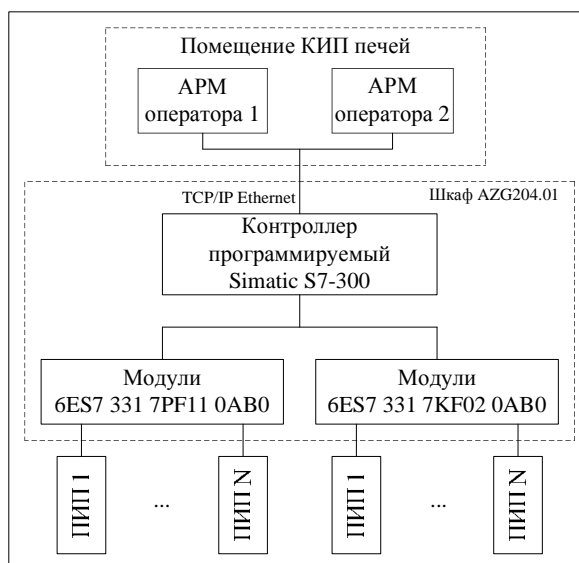 Помещение КИП печей
АРМ
оператора 1
АРМ
оператора 2
TCP/IP Ethernet
Шкаф AZG204.01
Контроллер
программируемый
Simatic S7-300
Модули
6ES7 331 7PF11 0AB0
Модули
6ES7 331 7KF02 0AB0
ПИП 1
...
ПИП N
ПИП 1
...
ПИП N